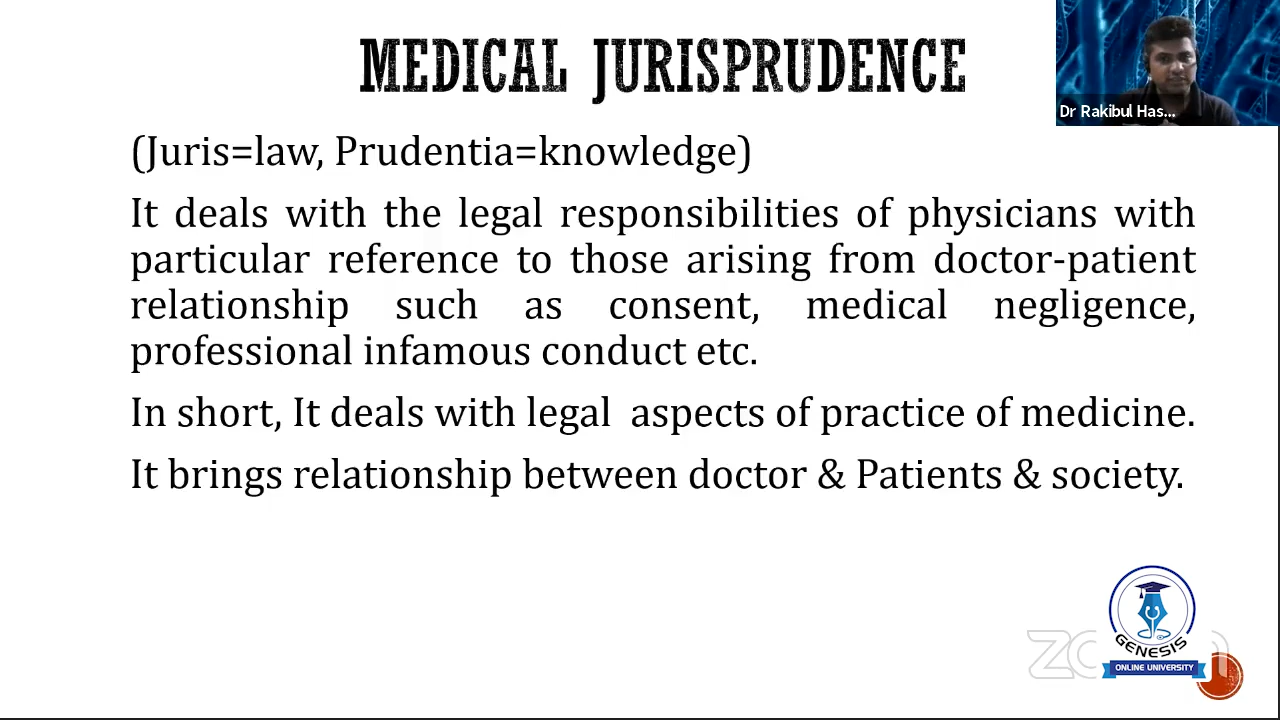 MEDICAL JURISPRUDENCE
Dr Rakibul Has...
(Juris=law, Prudentia=knowledge)
It deals with the legal responsibilities of physicians with
particular reference to those arising from doctor-patient
relationship such as consent, medical negligence,
professional infamous conduct etc.
In short, It deals with legal aspects of practice of medicine.
It brings relationship between doctor & Patients & society.
GENESIS
ONLINE UNIVERSITY